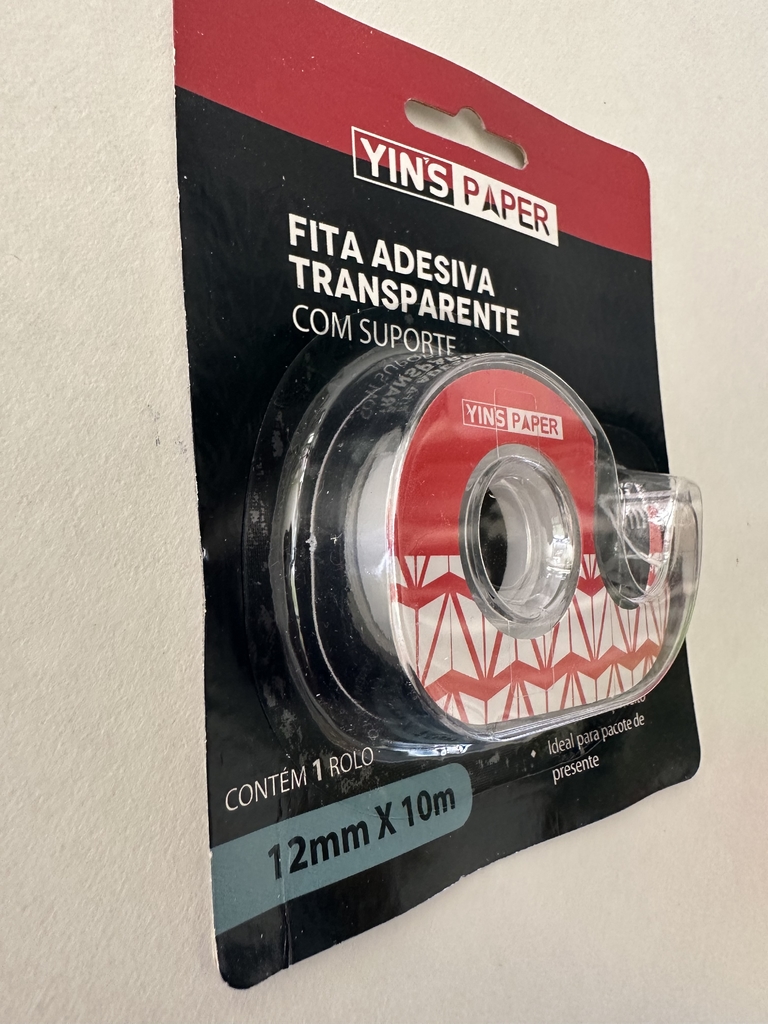 YIN'S PAPER
FITA ADESIVA
TRANSPARENTE
COM SUPORTE
YIN'S PAPER
Ideal para pacote de
presente
CONTÉM 1 ROLO
12mm X 10m